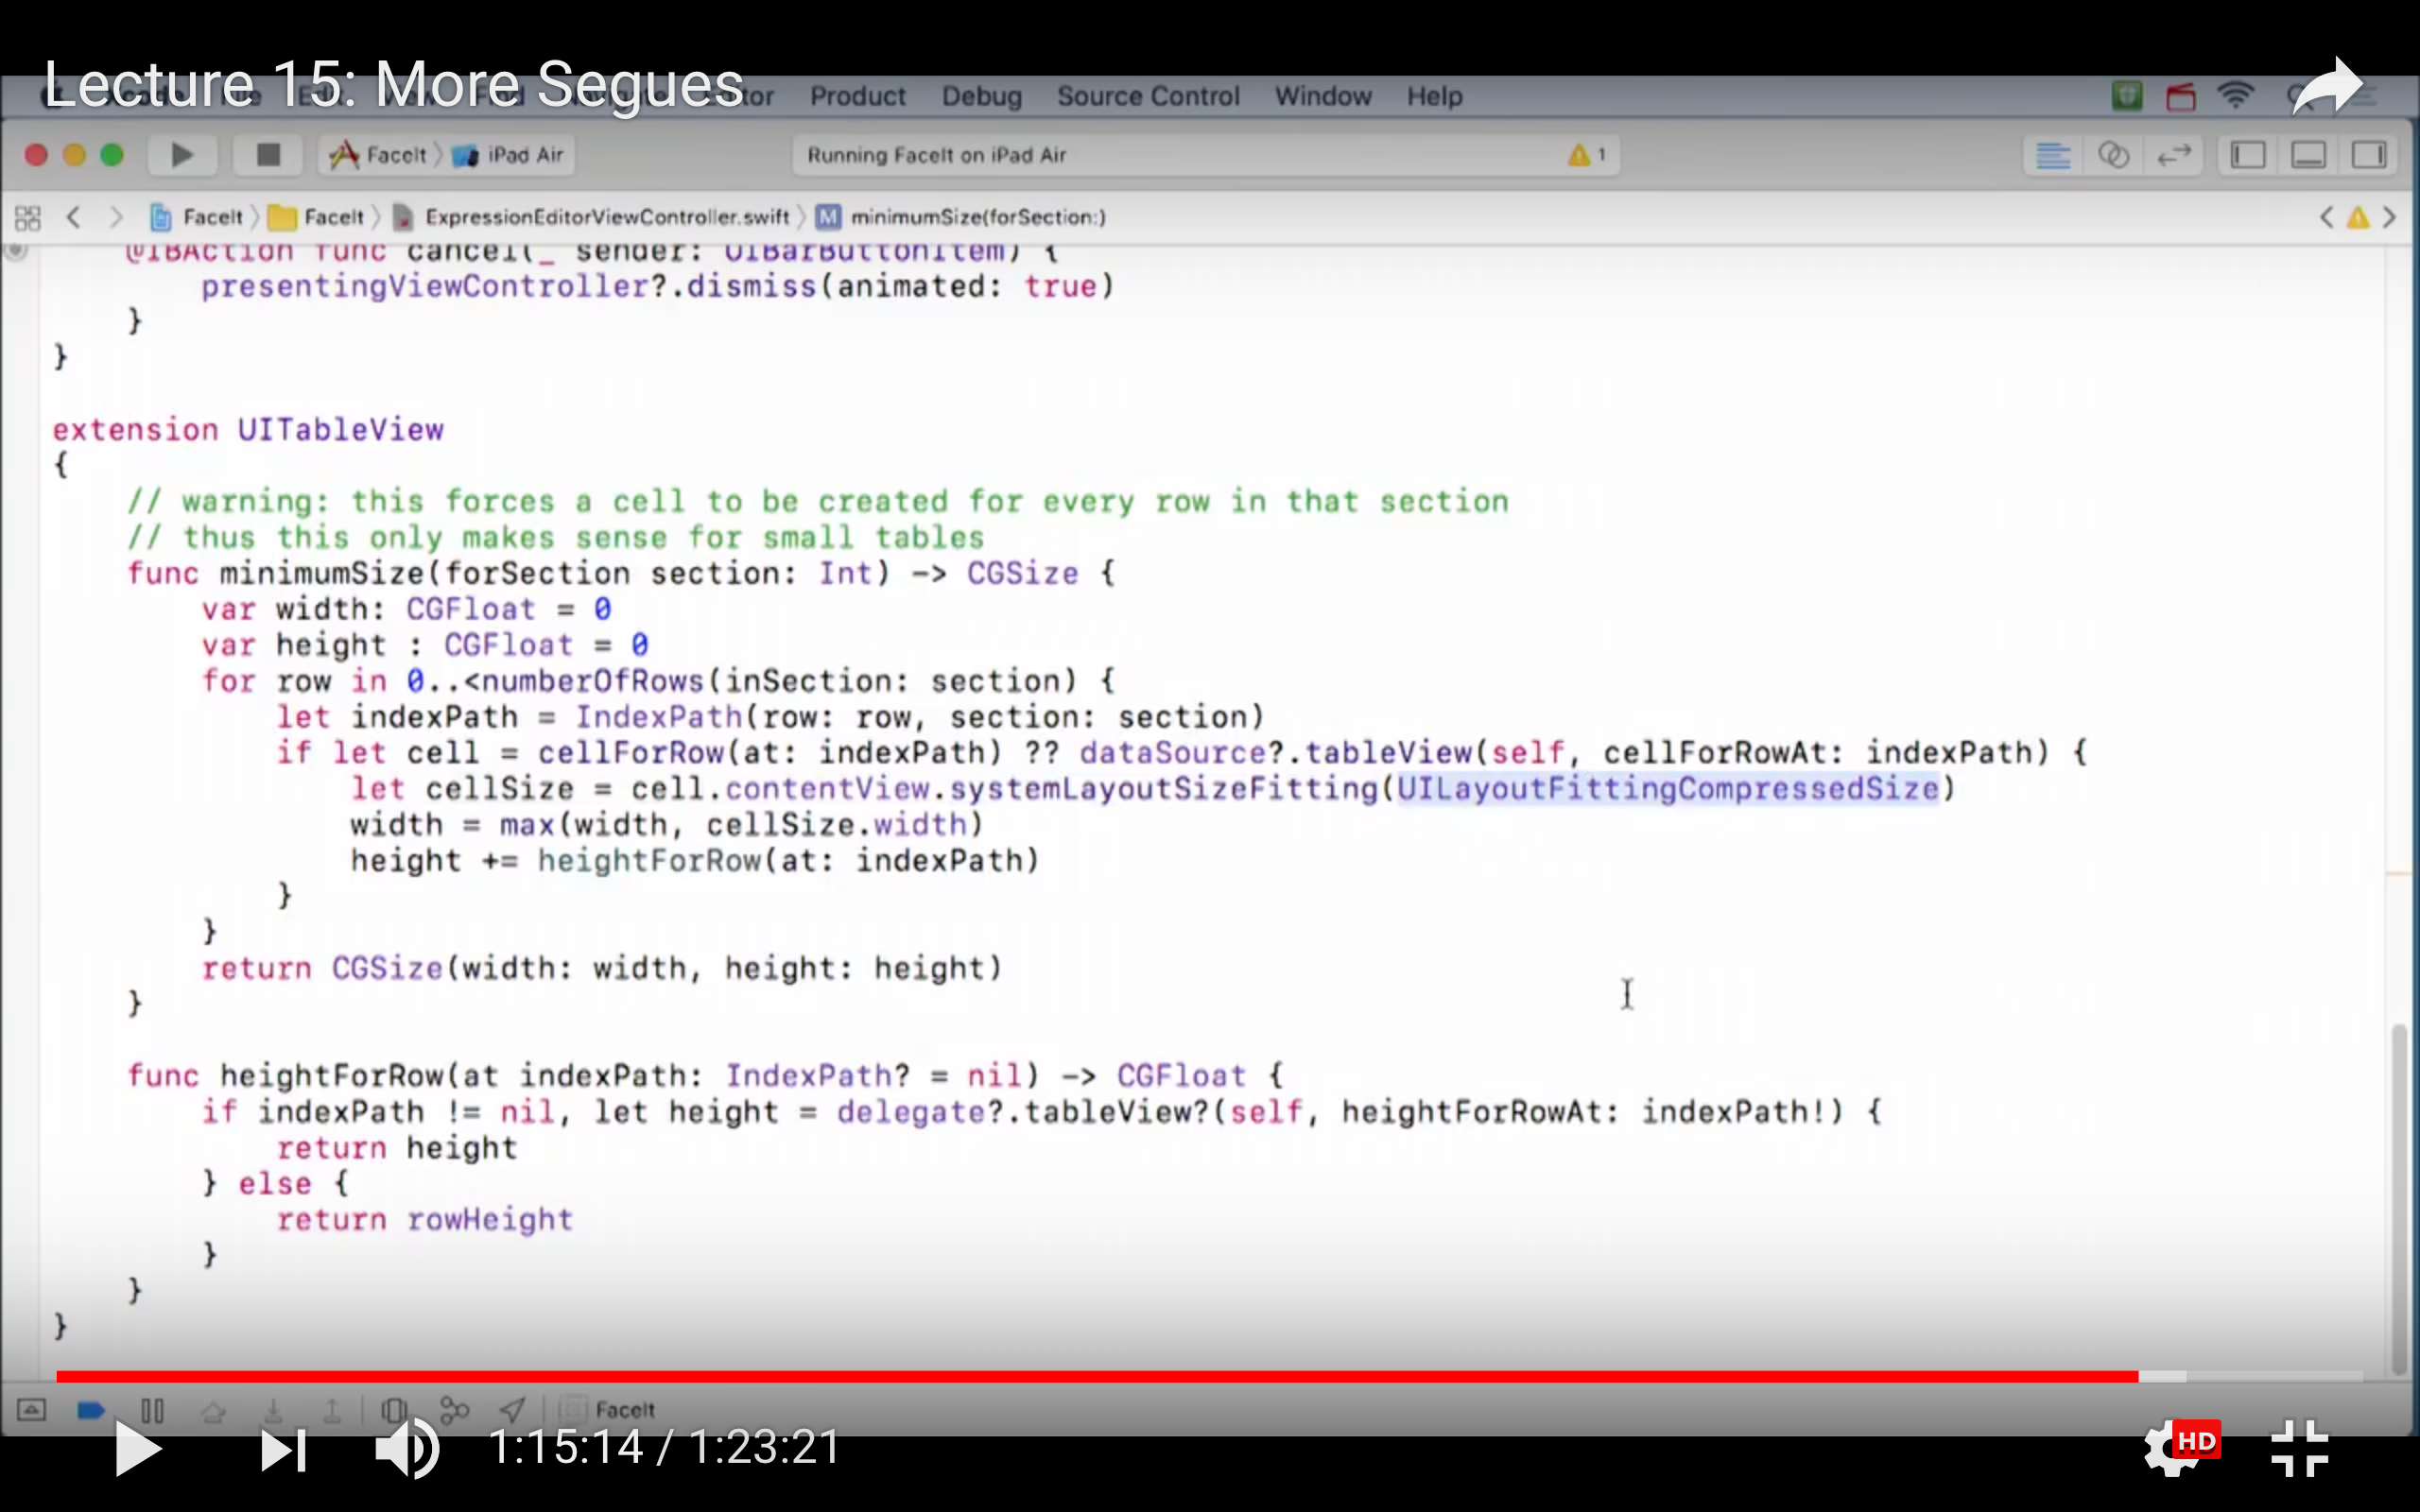 Lecture 15: More Segues
Product Debug Source Control Window Help
FaceIt iPad Air
Running FaceIt on iPad Air
1
FaceIt FaceIt ExpressionEditorViewController.swift M minimumSize(forSection:)
@IBAction func cancel(_ sender: UIBarButtonItem) {
presentingViewController?.dismiss(animated: true)
}
}
extension UITableView
{
// warning: this forces a cell to be created for every row in that section
// thus this only makes sense for small tables
func minimumSize(forSection section: Int) -> CGSize {
var width: CGFloat = 0
var height : CGFloat = 0
for row in 0..<numberOfRows(inSection: section) {
let indexPath = IndexPath(row: row, section: section)
if let cell = cellForRow(at: indexPath) ?? dataSource?.tableView(self, cellForRowAt: indexPath) {
let cellSize = cell.contentView.systemLayoutSizeFitting(UILayoutFittingCompressedSize)
width = max(width, cellSize.width)
height += heightForRow(at: indexPath)
}
}
return CGSize(width: width, height: height)
}
func heightForRow(at indexPath: IndexPath? = nil) -> CGFloat {
if indexPath != nil, let height = delegate?.tableView?(self, heightForRowAt: indexPath!) {
return height
} else {
return rowHeight
}
}
}
FaceIt
1:15:14 / 1:23:21
HD